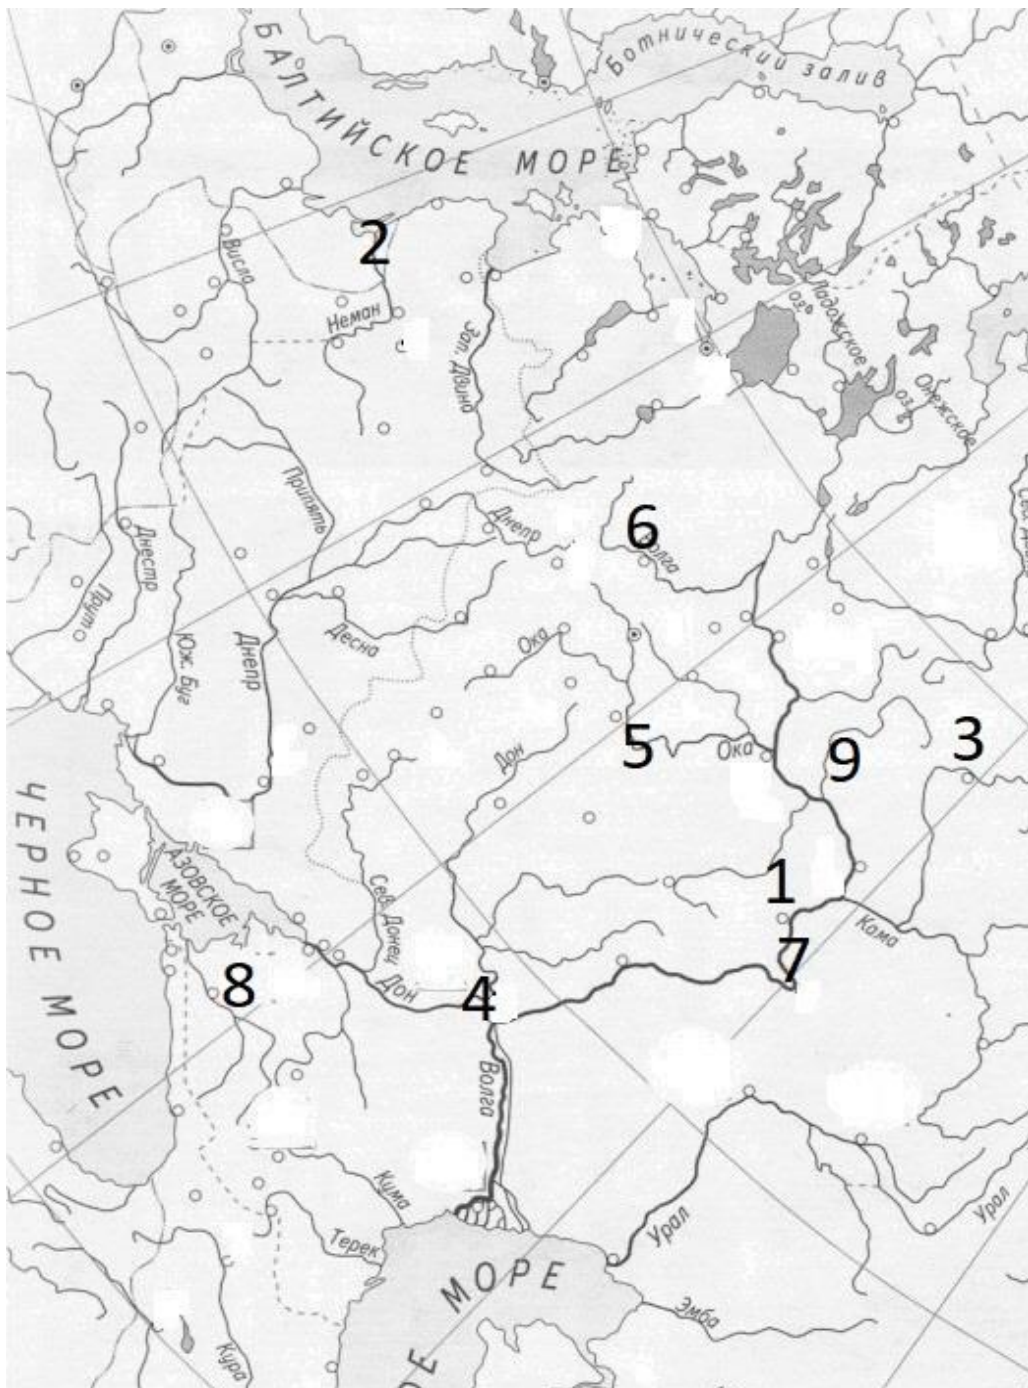 БАЛТИЙСКОЕ МОРЕ
Ботнический залив
2
Висла
Неман
Зап. Двина
Ладожское
оз.
Онежское
оз.
Припять
Днепр
6
Волга
Днестр
Прут
Десна
Юж. Буг
Днепр
Ока
5
Ока
9
3
Дон
ЧЕРНОЕ МОРЕ
АЗОВСКОЕ
МОРЕ
Сев. Донец
1
Кама
7
8
Дон
4
Волга
Кума
Терек
Урал
Урал
МОРЕ
Эмба
Кура
ОЕ